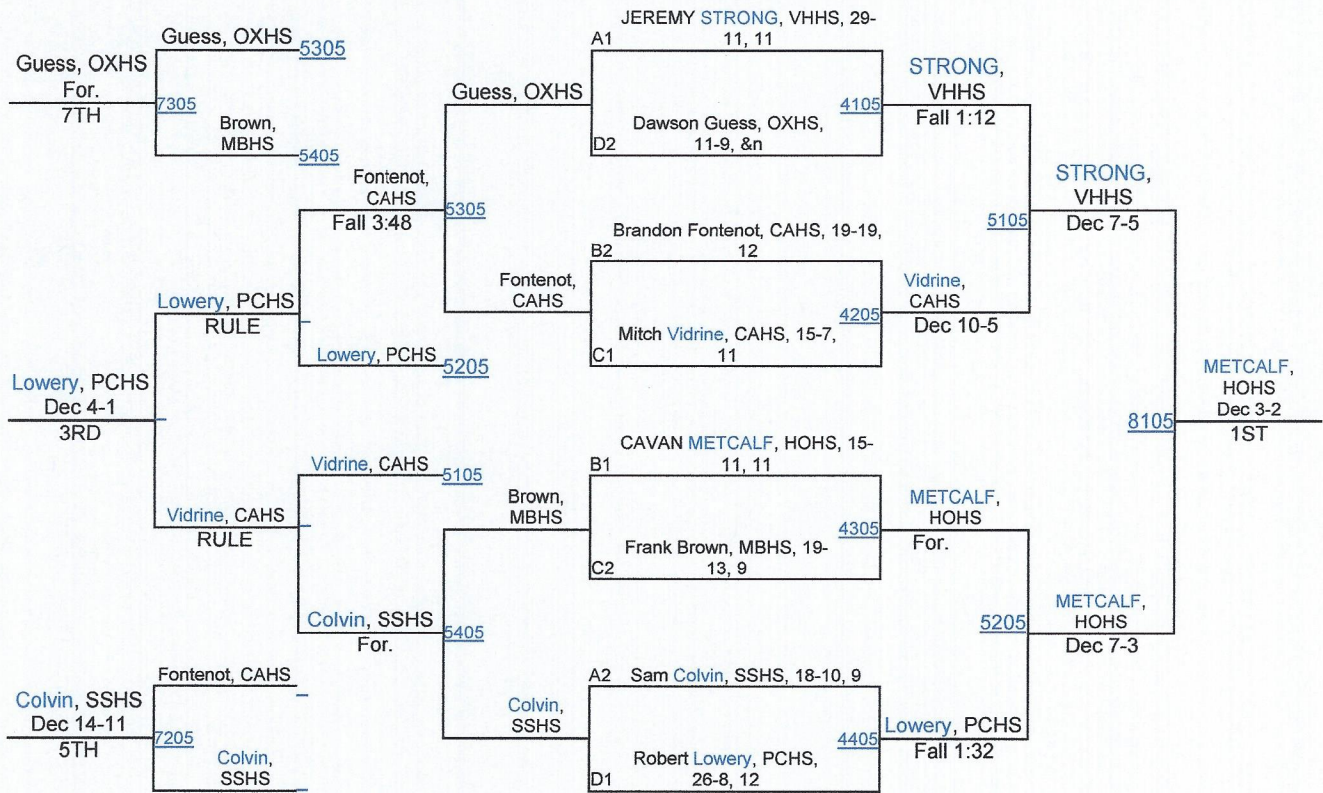 Guess, OXHS
For.
7TH
Guess, OXHS
5305
7305
Brown,
MBHS
5405
Lowery, PCHS
Dec 4-1
3RD
Lowery, PCHS
RULE
Fontenot,
CAHS
Fall 3:48
Lowery, PCHS
5205
Vidrine, CAHS
RULE
Vidrine, CAHS
5105
Colvin, SSHS
For.
Colvin, SSHS
Dec 14-11
5TH
Fontenot, CAHS
7205
Colvin,
SSHS
Guess, OXHS
5305
Fontenot,
CAHS
Brown,
MBHS
5405
Colvin,
SSHS
JEREMY STRONG, VHHS, 29-
A1 11, 11
4105
Dawson Guess, OXHS,
D2 11-9, &n
Brandon Fontenot, CAHS, 19-19,
B2 12
4205
Mitch Vidrine, CAHS, 15-7,
C1 11
CAVAN METCALF, HOHS, 15-
B1 11, 11
4305
Frank Brown, MBHS, 19-
C2 13, 9
A2 Sam Colvin, SSHS, 18-10, 9
4405
Robert Lowery, PCHS,
D1 26-8, 12
STRONG,
VHHS
Fall 1:12
5105
Vidrine,
CAHS
Dec 10-5
METCALF,
HOHS
For.
5205
Lowery, PCHS
Fall 1:32
STRONG,
VHHS
Dec 7-5
8105
METCALF,
HOHS
Dec 7-3
METCALF,
HOHS
Dec 3-2
1ST